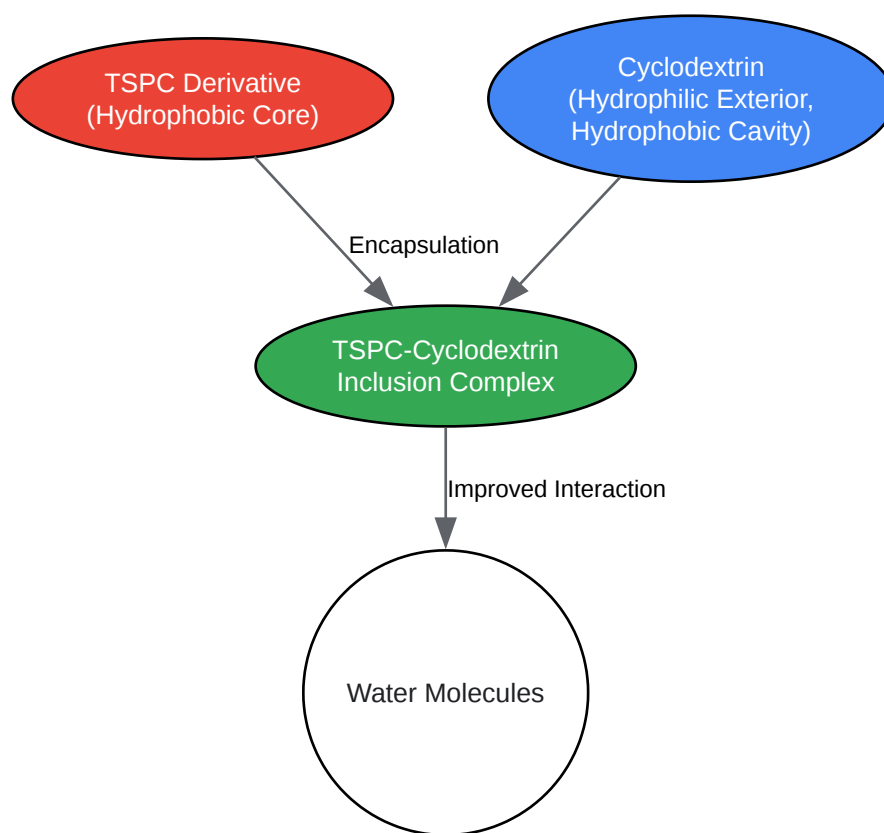 TSPC Derivative
(Hydrophobic Core)
Cyclodextrin
(Hydrophilic Exterior,
Hydrophobic Cavity)
Encapsulation
TSPC-Cyclodextrin
Inclusion Complex
Improved Interaction
Water Molecules